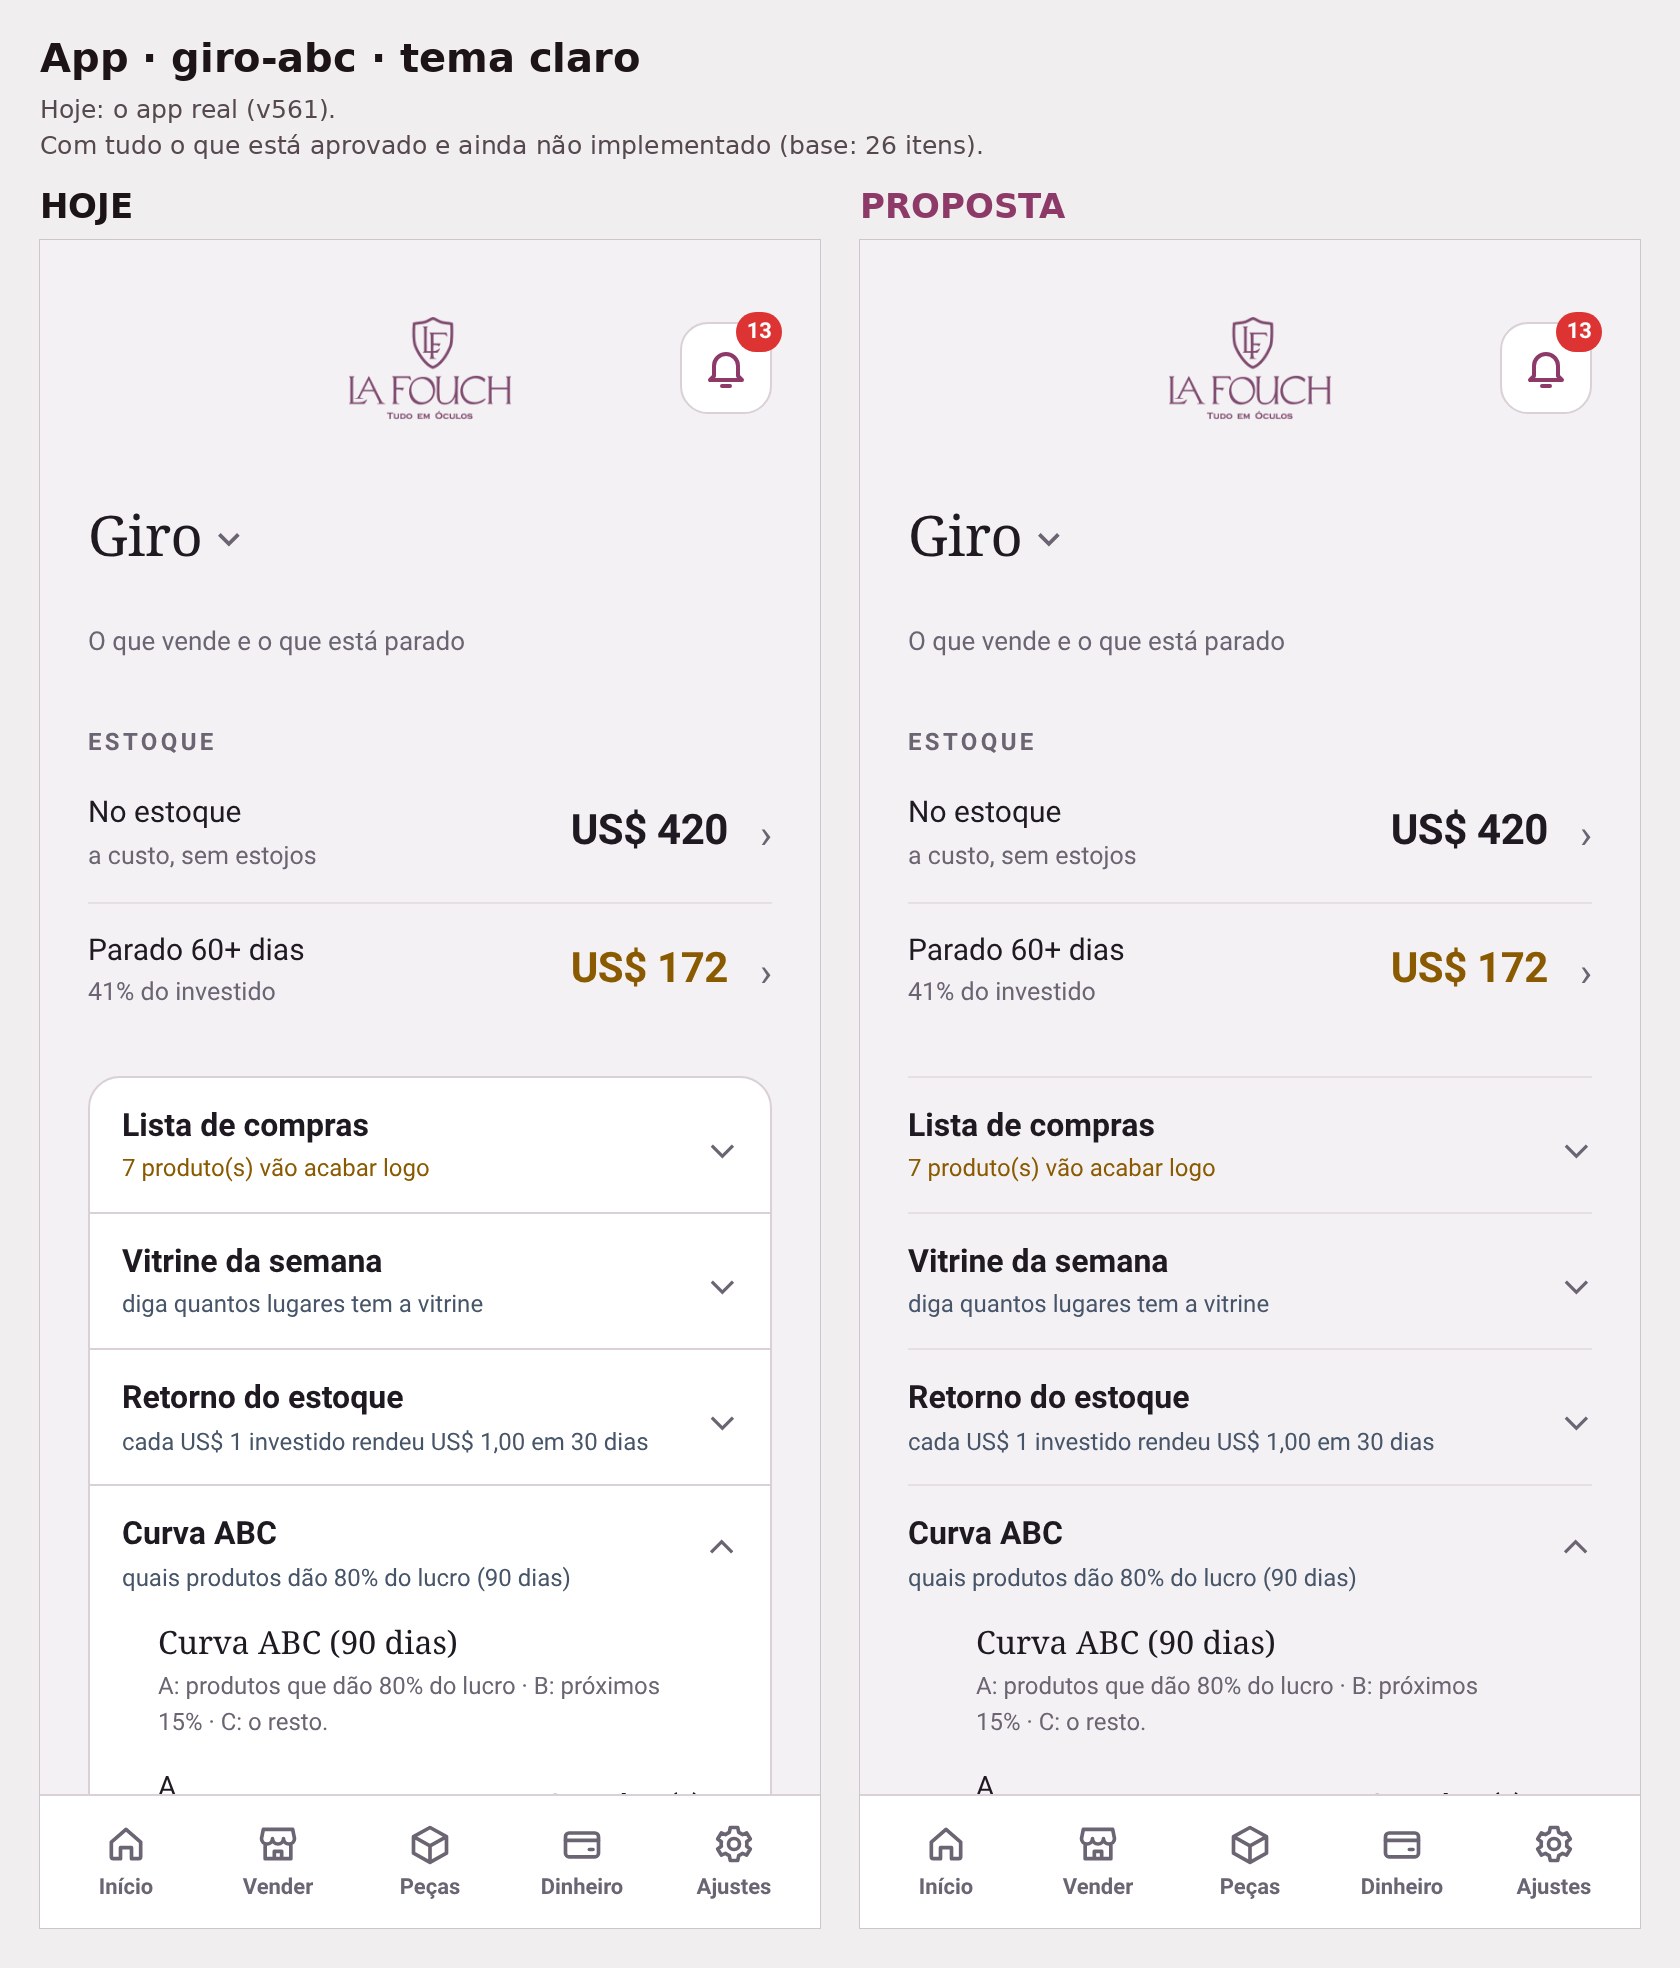 App · giro-abc · tema claro
Hoje: o app real (v561).
Com tudo o que está aprovado e ainda não implementado (base: 26 itens).
HOJE
LF
LA FOUCH
TUDO EM ÓCULOS
13
Giro
O que vende e o que está parado
ESTOQUE
No estoque
US$ 420 ›
a custo, sem estojos
Parado 60+ dias
US$ 172 ›
41% do investido
Lista de compras
7 produto(s) vão acabar logo
Vitrine da semana
diga quantos lugares tem a vitrine
Retorno do estoque
cada US$ 1 investido rendeu US$ 1,00 em 30 dias
Curva ABC
quais produtos dão 80% do lucro (90 dias)
Curva ABC (90 dias)
A: produtos que dão 80% do lucro · B: próximos
15% · C: o resto.
A
Início
Vender
Peças
Dinheiro
Ajustes
PROPOSTA
LF
LA FOUCH
TUDO EM ÓCULOS
13
Giro
O que vende e o que está parado
ESTOQUE
No estoque
US$ 420 ›
a custo, sem estojos
Parado 60+ dias
US$ 172 ›
41% do investido
Lista de compras
7 produto(s) vão acabar logo
Vitrine da semana
diga quantos lugares tem a vitrine
Retorno do estoque
cada US$ 1 investido rendeu US$ 1,00 em 30 dias
Curva ABC
quais produtos dão 80% do lucro (90 dias)
Curva ABC (90 dias)
A: produtos que dão 80% do lucro · B: próximos
15% · C: o resto.
A
Início
Vender
Peças
Dinheiro
Ajustes